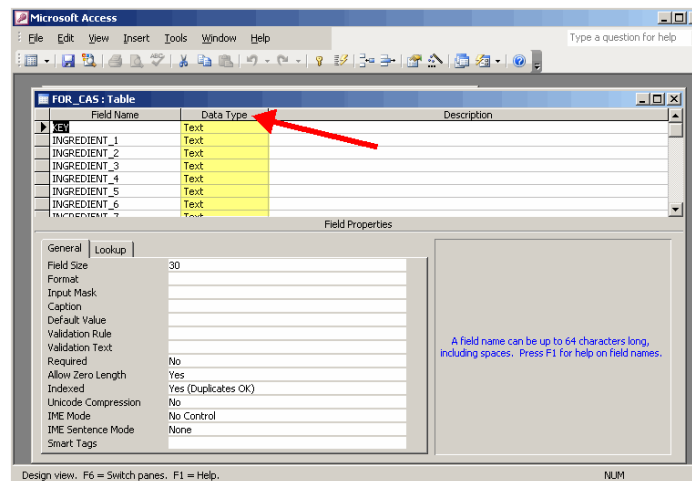 Microsoft Access
File Edit View Insert Tools Window Help Type a question for help
FOR_CAS : Table
Field Name Data Type Description
KEY Text
INGREDIENT_1 Text
INGREDIENT_2 Text
INGREDIENT_3 Text
INGREDIENT_4 Text
INGREDIENT_5 Text
INGREDIENT_6 Text
INGREDIENT_7 Text
Field Properties
General Lookup
Field Size 30
Format
Input Mask
Caption
Default Value
Validation Rule
Validation Text
Required No
Allow Zero Length Yes
Indexed Yes (Duplicates OK)
Unicode Compression No
IME Mode No Control
IME Sentence Mode None
Smart Tags
A field name can be up to 64 characters long,
including spaces. Press F1 for help on field names.
Design view. F6 = Switch panes. F1 = Help. NUM